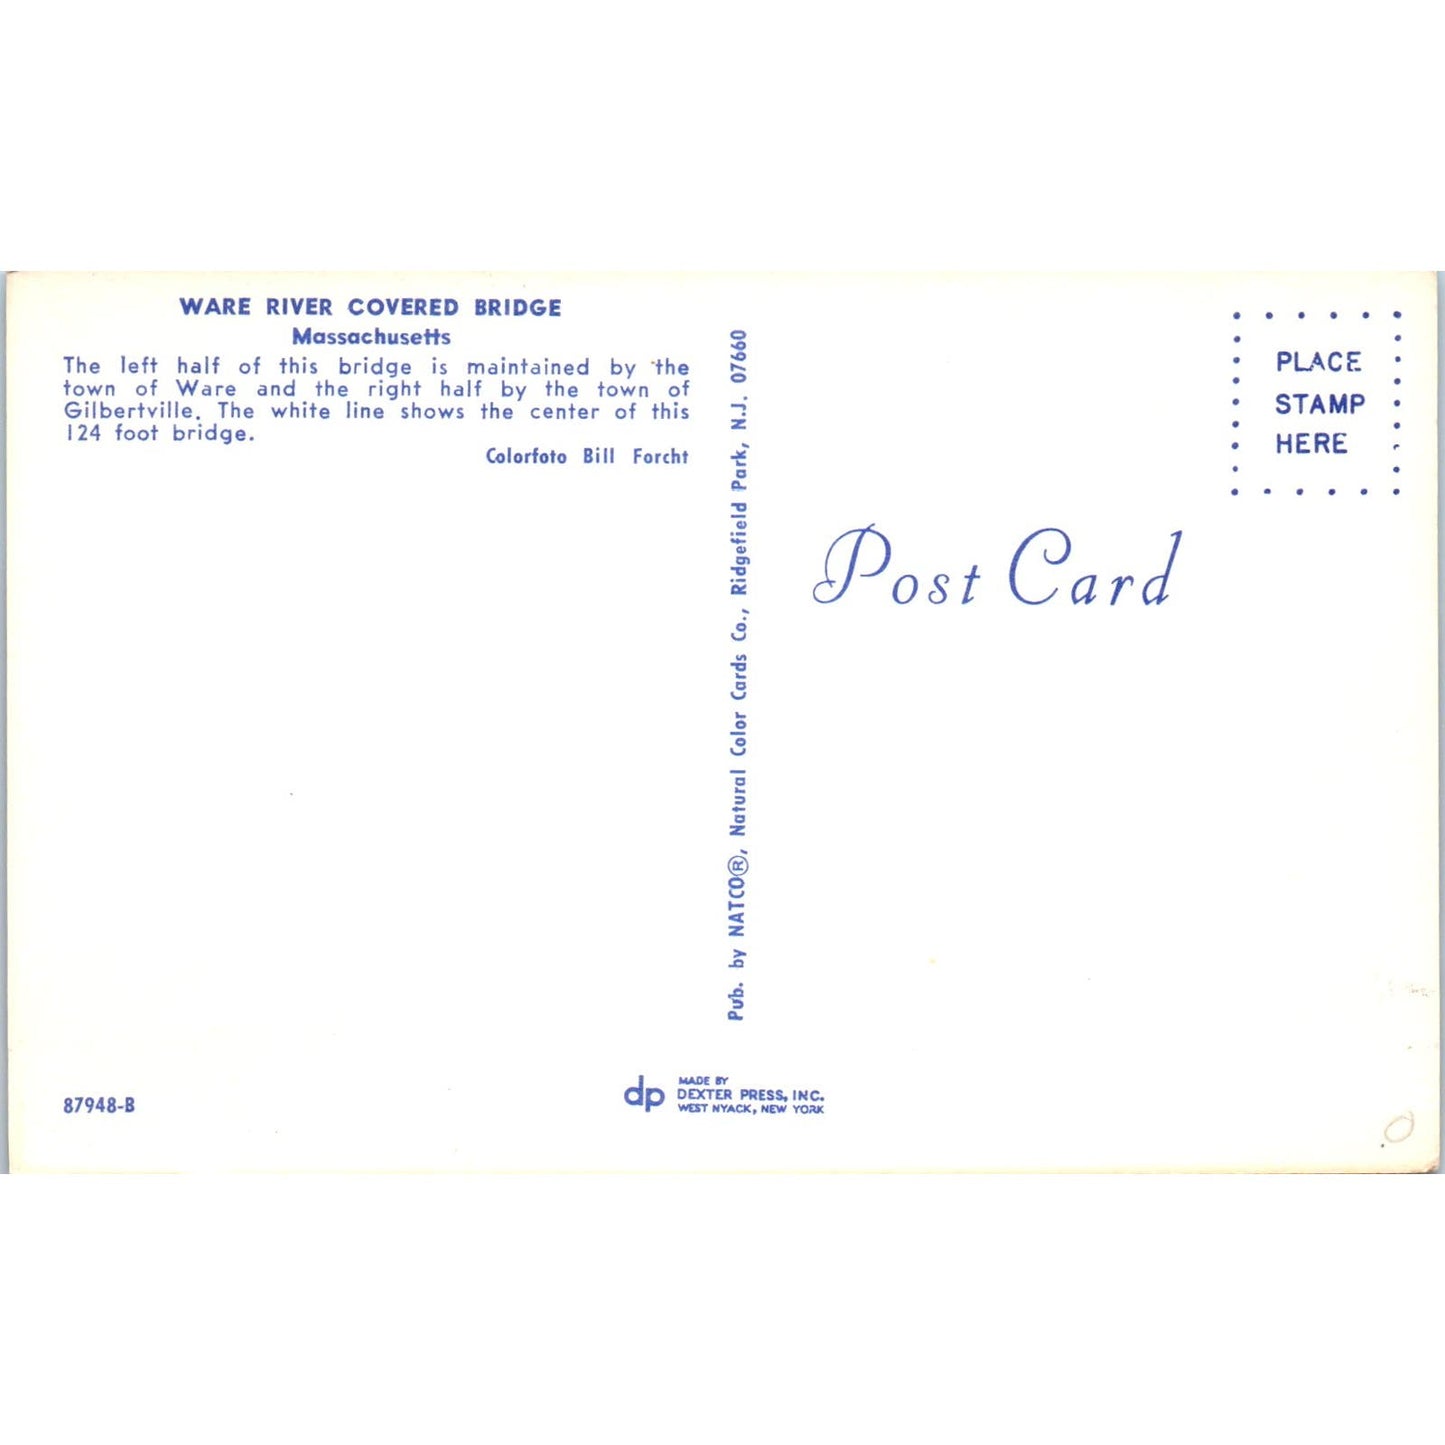 WARE RIVER COVERED BRIDGE
Massachusetts
The left half of this bridge is maintained by the
town of Ware and the right half by the town of
Gilbertville. The white line shows the center of this
124 foot bridge.
Colorfoto Bill Forcht
87948-B
Pub. by NATCO®, Natural Color Cards Co., Ridgefield Park, N.J. 07660
dp
MADE BY
DEXTER PRESS, INC.
WEST NYACK, NEW YORK
PLACE
STAMP
HERE
Post Card